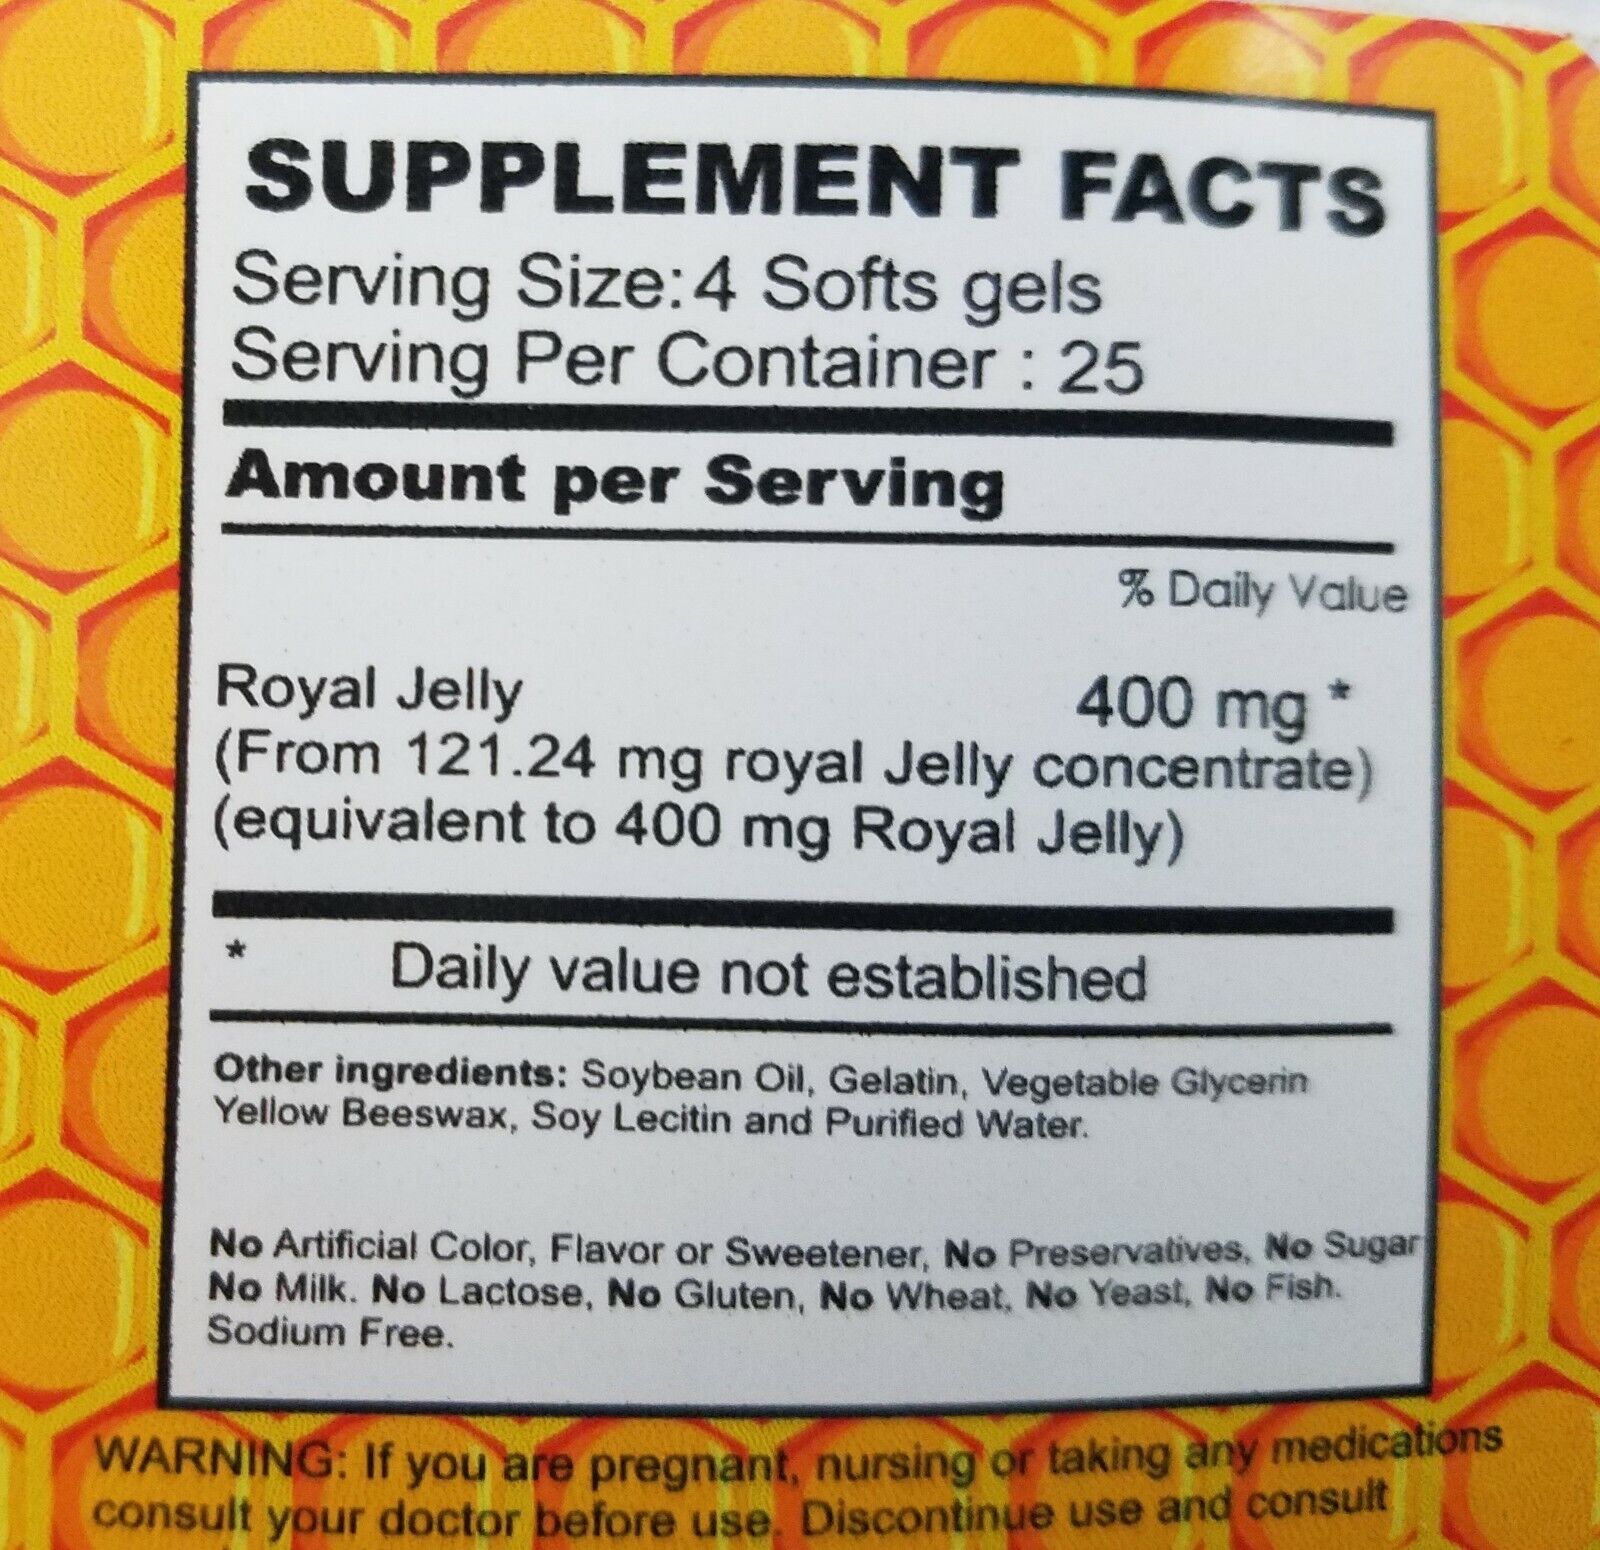 SUPPLEMENT FACTS
Serving Size:4 Softs gels
Serving Per Container : 25
Amount per Serving
% Daily Value
Royal Jelly 400 mg *
(From 121.24 mg royal Jelly concentrate)
(equivalent to 400 mg Royal Jelly)
* Daily value not established
Other ingredients: Soybean Oil, Gelatin, Vegetable Glycerin
Yellow Beeswax, Soy Lecitin and Purified Water.
No Artificial Color, Flavor or Sweetener, No Preservatives, No Sugar
No Milk. No Lactose, No Gluten, No Wheat, No Yeast, No Fish.
Sodium Free.
WARNING: If you are pregnant, nursing or taking any medications
consult your doctor before use. Discontinue use and consult